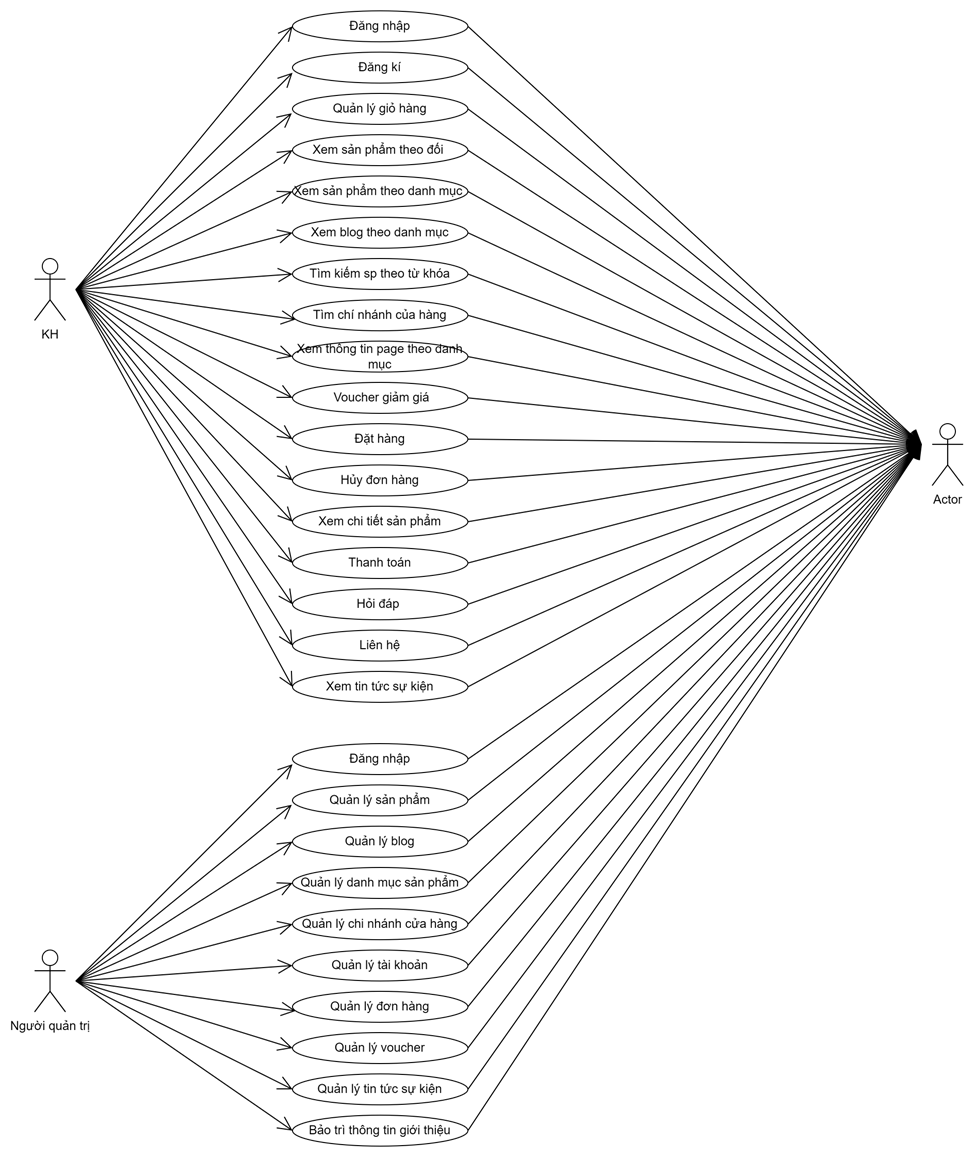 Đăng nhập
Đăng kí
Quản lý giỏ hàng
Xem sản phẩm theo đối
Xem sản phẩm theo danh mục
Xem blog theo danh mục
Tìm kiếm sp theo từ khóa
Tìm chí nhánh của hàng
KH
Xem thông tin page theo danh
mục
Voucher giảm giá
Đặt hàng
Hủy đơn hàng
Actor
Xem chi tiết sản phẩm
Thanh toán
Hỏi đáp
Liên hệ
Xem tin tức sự kiện
Đăng nhập
Quản lý sản phẩm
Quản lý blog
Quản lý danh mục sản phẩm
Quản lý chi nhánh cửa hàng
Quản lý tài khoản
Quản lý đơn hàng
Người quản trị
Quản lý voucher
Quản lý tin tức sự kiện
Bảo trì thông tin giới thiệu